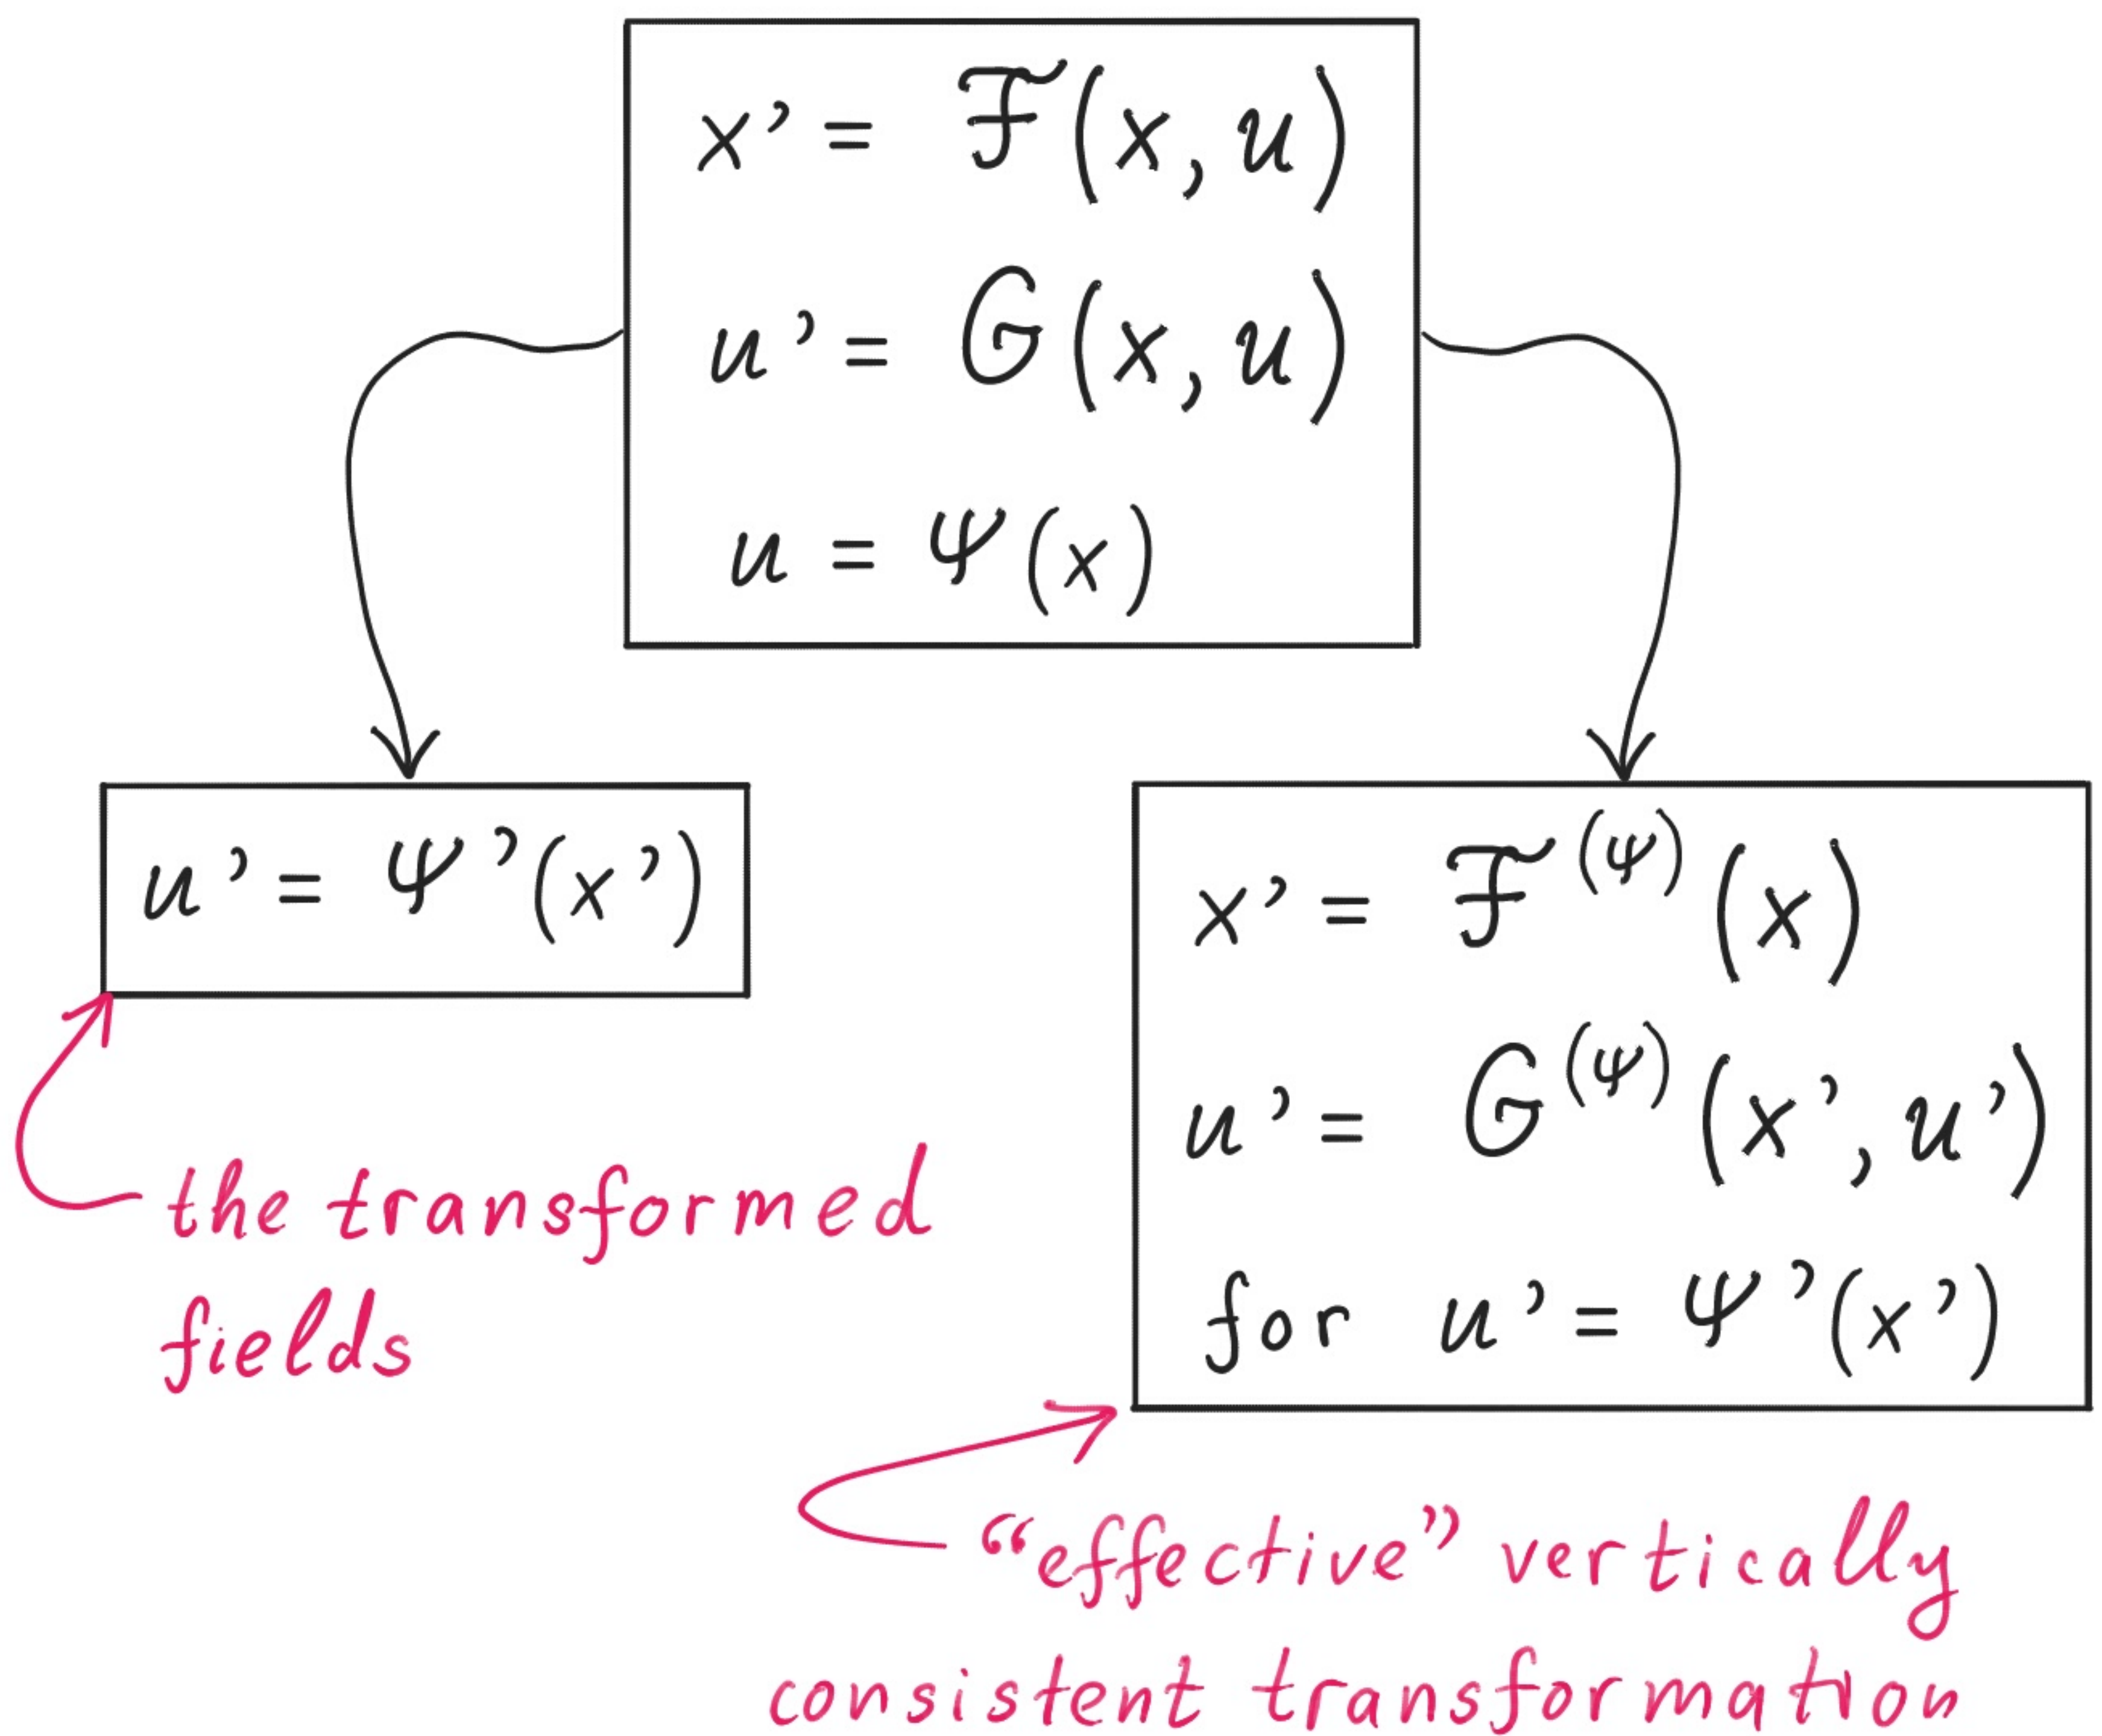 x' = ℱ(x, u)
u' = G(x, u)
u = Ψ(x)
u' = Ψ'(x')
x' = ℱ^(Ψ)(x)
u' = G^(Ψ)(x', u')
for u' = Ψ'(x')
the transformed
fields
“effective” vertically
consistent transformation